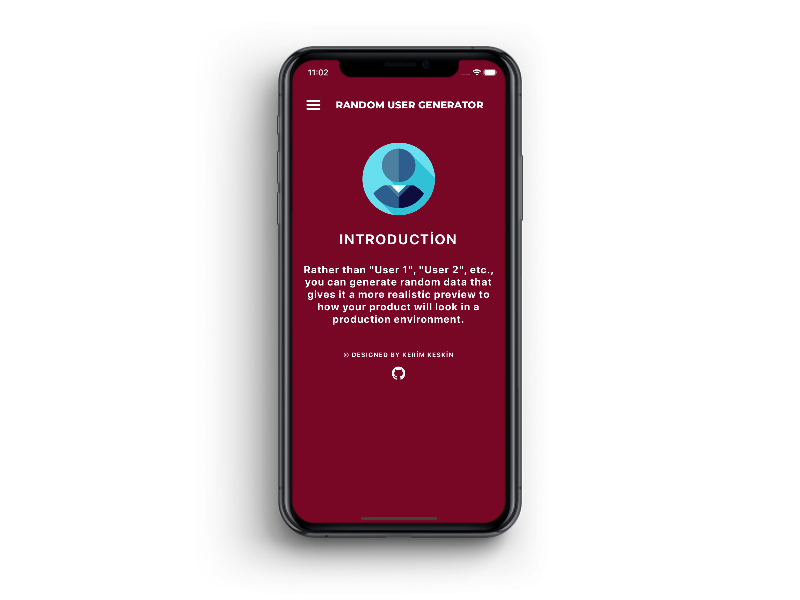 11:02
RANDOM USER GENERATOR
INTRODUCTİON
Rather than "User 1", "User 2", etc.,
you can generate random data that
gives it a more realistic preview to
how your product will look in a
production environment.
© DESIGNED BY KERİM KESKİN